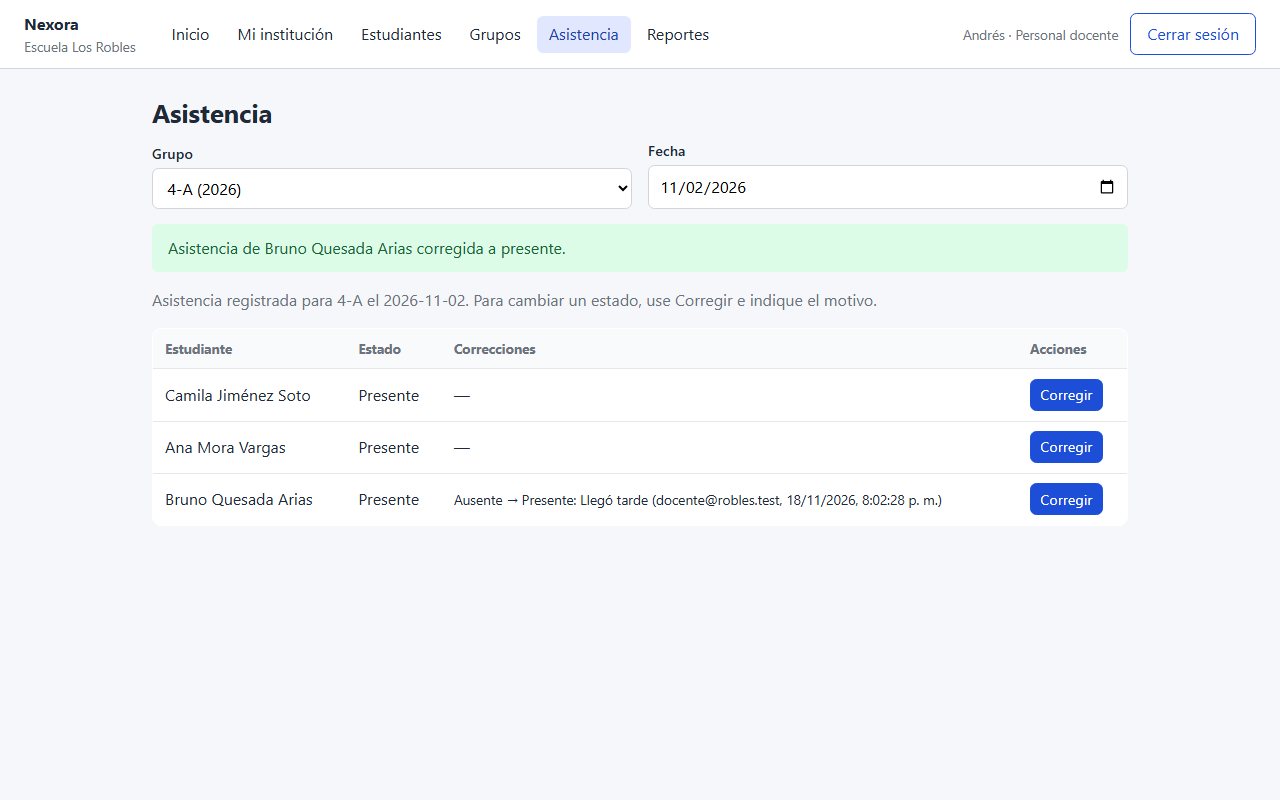 Nexora
Escuela Los Robles
Inicio
Mi institución
Estudiantes
Grupos
Asistencia
Reportes
Andrés · Personal docente
Cerrar sesión
Asistencia
Grupo
4-A (2026)
Fecha
11/02/2026
Asistencia de Bruno Quesada Arias corregida a presente.
Asistencia registrada para 4-A el 2026-11-02. Para cambiar un estado, use Corregir e indique el motivo.
Estudiante Estado Correcciones Acciones
Camila Jiménez Soto Presente — Corregir
Ana Mora Vargas Presente — Corregir
Bruno Quesada Arias Presente Ausente → Presente: Llegó tarde (docente@robles.test, 18/11/2026, 8:02:28 p. m.) Corregir